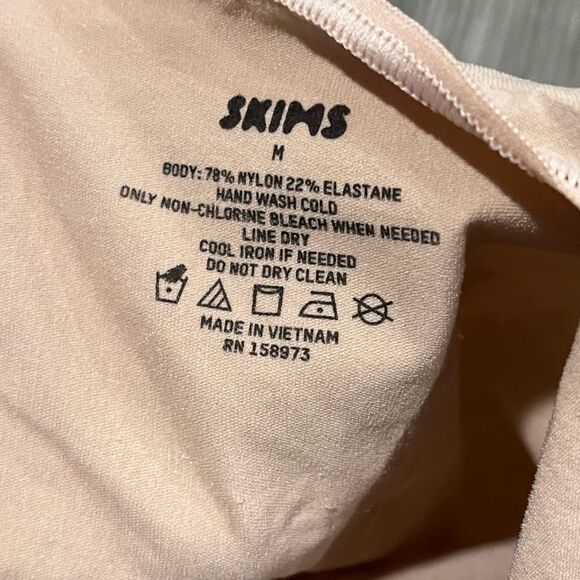 SKIMS
M
BODY: 78% NYLON 22% ELASTANE
HAND WASH COLD
ONLY NON-CHLORINE BLEACH WHEN NEEDED
LINE DRY
COOL IRON IF NEEDED
DO NOT DRY CLEAN
MADE IN VIETNAM
RN 158973